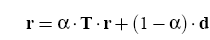 r = α · T · r + (1 − α) · d